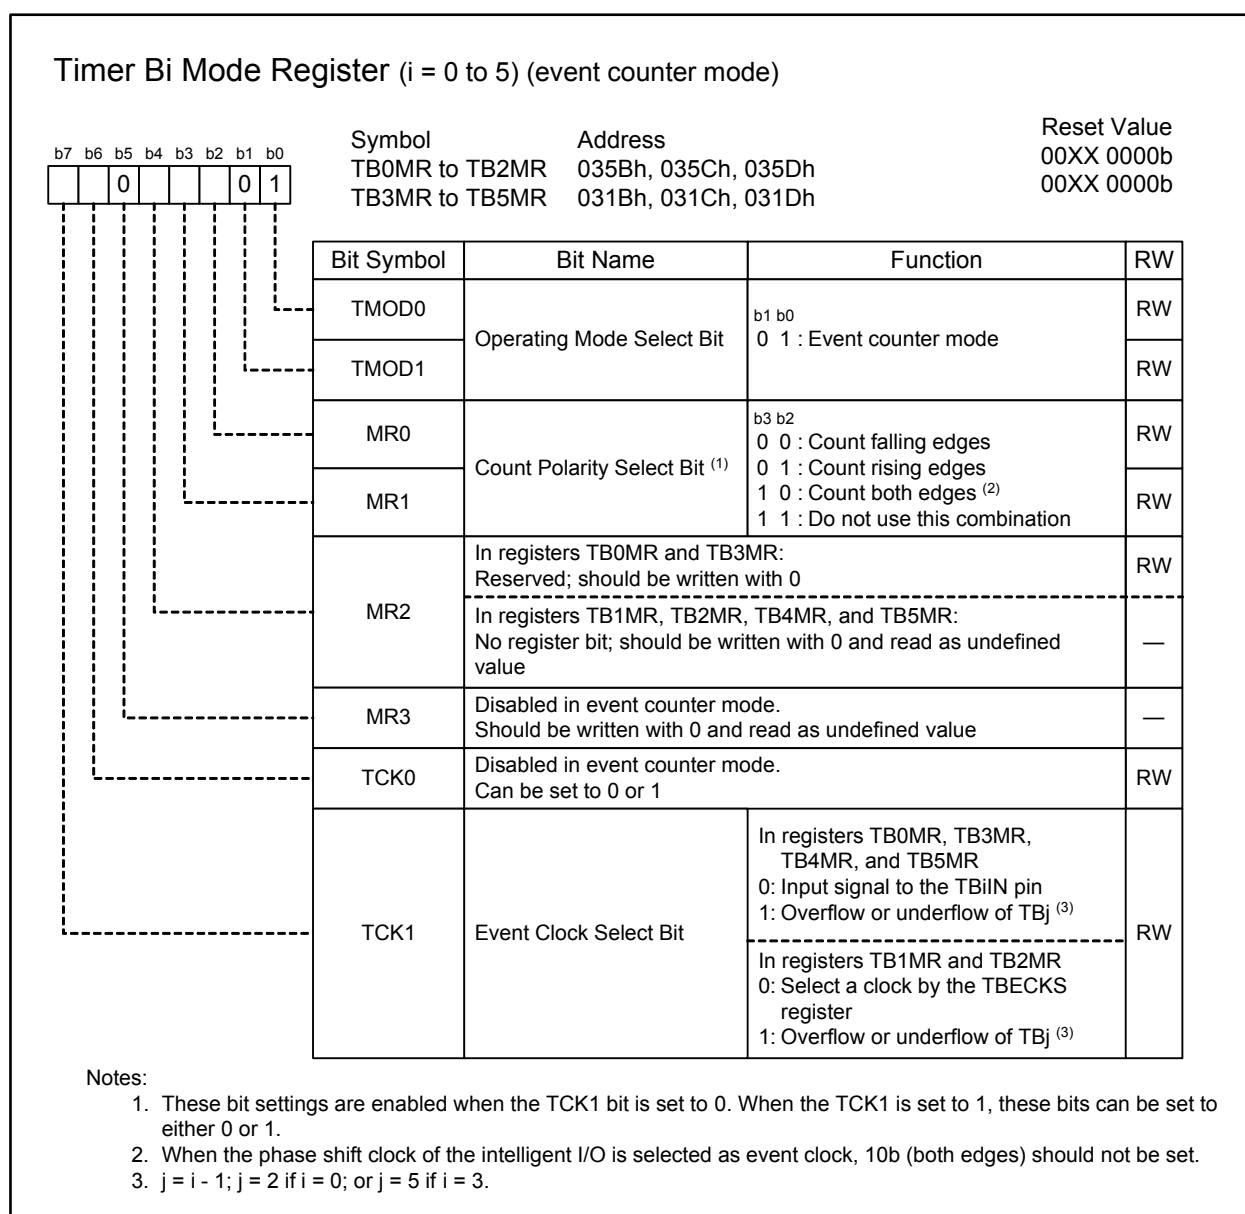 Timer Bi Mode Register (i = 0 to 5) (event counter mode)
b7 b6 b5 b4 b3 b2 b1 b0
0 0 1
Symbol Address Reset Value
TB0MR to TB2MR 035Bh, 035Ch, 035Dh 00XX 0000b
TB3MR to TB5MR 031Bh, 031Ch, 031Dh 00XX 0000b
Bit Symbol Bit Name Function RW
TMOD0 RW
Operating Mode Select Bit
b1 b0
0 1 : Event counter mode
TMOD1 RW
MR0 RW
Count Polarity Select Bit (1)
b3 b2
0 0 : Count falling edges
0 1 : Count rising edges
1 0 : Count both edges (2)
1 1 : Do not use this combination
MR1 RW
MR2
In registers TB0MR and TB3MR:
Reserved; should be written with 0
RW
In registers TB1MR, TB2MR, TB4MR, and TB5MR:
No register bit; should be written with 0 and read as undefined
value
—
MR3
Disabled in event counter mode.
Should be written with 0 and read as undefined value
—
TCK0
Disabled in event counter mode.
Can be set to 0 or 1
RW
TCK1
Event Clock Select Bit
In registers TB0MR, TB3MR,
TB4MR, and TB5MR
0: Input signal to the TBiIN pin
1: Overflow or underflow of TBj (3)
In registers TB1MR and TB2MR
0: Select a clock by the TBECKS
register
1: Overflow or underflow of TBj (3)
RW
Notes:
1. These bit settings are enabled when the TCK1 bit is set to 0. When the TCK1 is set to 1, these bits can be set to
either 0 or 1.
2. When the phase shift clock of the intelligent I/O is selected as event clock, 10b (both edges) should not be set.
3. j = i - 1; j = 2 if i = 0; or j = 5 if i = 3.